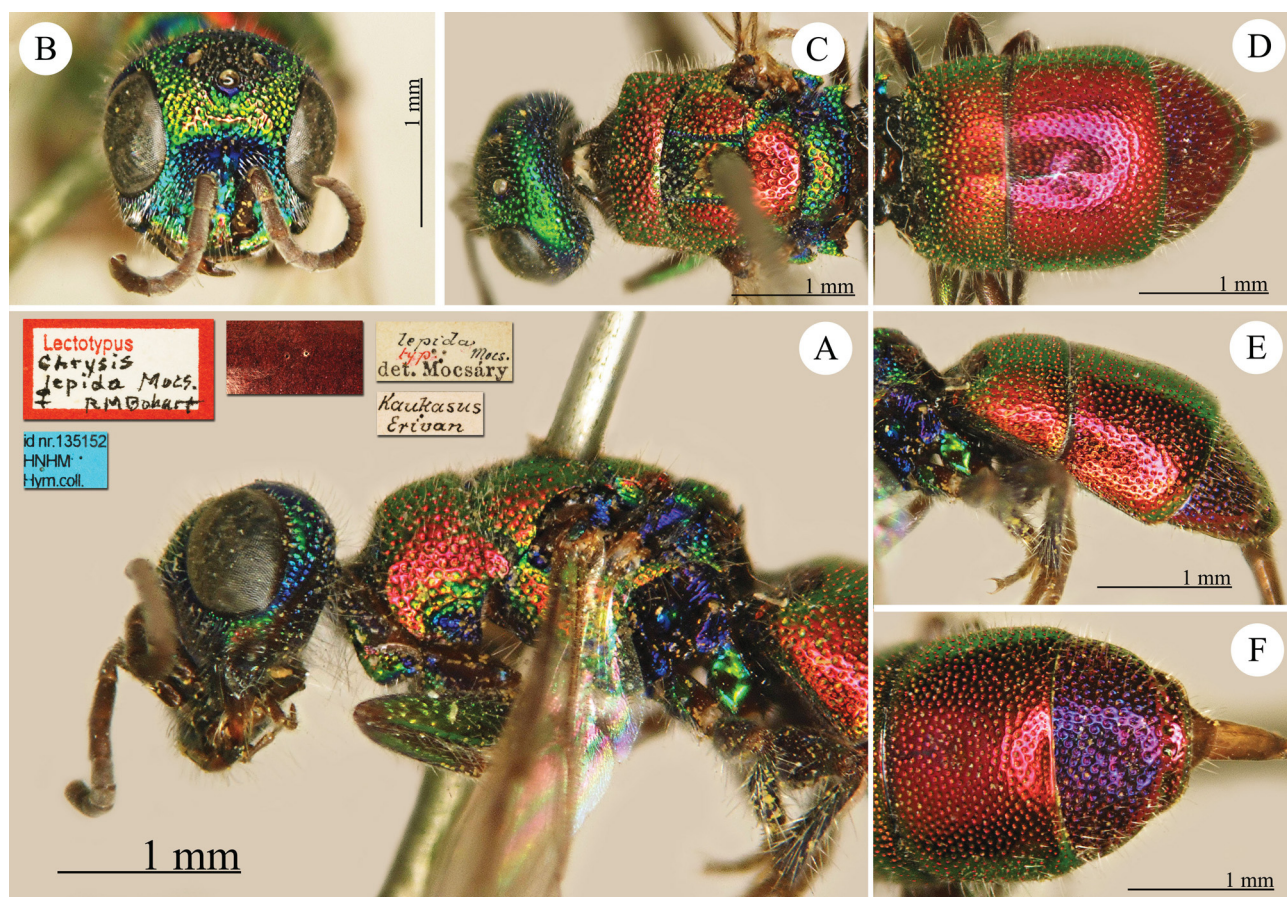 B
1 mm
C
1 mm
D
1 mm
A
Lectotypus
Chrysis
lepida Mocs.
RMBohart
lepida
typ. Mocs.
det. Mocsáry
Kaukasus
Erivan
id nr.135152
HNHM
Hym.coll.
1 mm
E
1 mm
F
1 mm